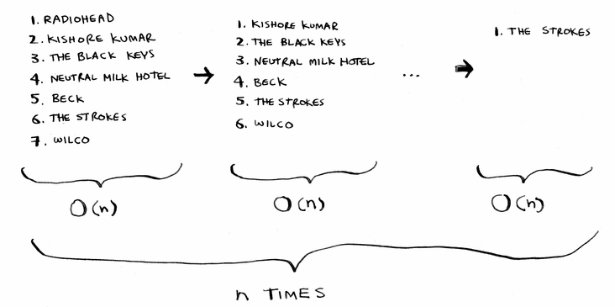 1. RADIOHEAD
2. KISHORE KUMAR
3. THE BLACK KEYS
4. NEUTRAL MILK HOTEL
5. BECK
6. THE STROKES
7. WILCO
1. KISHORE KUMAR
2. THE BLACK KEYS
3. NEUTRAL MILK HOTEL
4. BECK
5. THE STROKES
6. WILCO
...
1. THE STROKES
O(n)
O(n)
O(n)
n TIMES